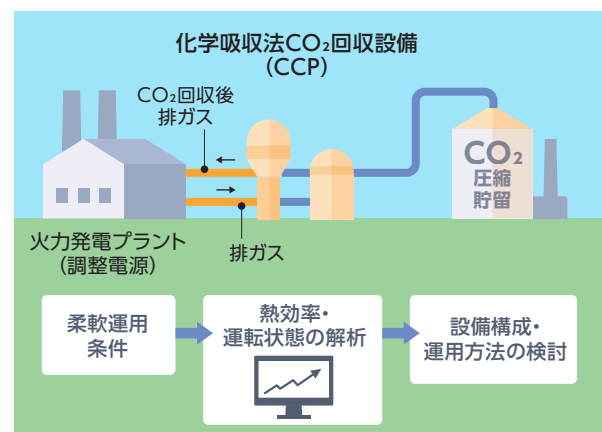 化学吸収法CO₂回収設備
(CCP)
CO₂回収後
排ガス
CO₂
圧縮
貯留
火力発電プラント
(調整電源)
排ガス
柔軟運用
条件
熱効率・
運転状態の解析
設備構成・
運用方法の検討